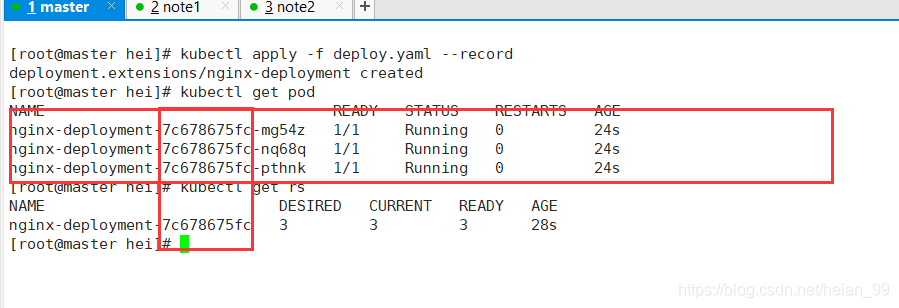 1 master × 2 note1 × 3 note2 × +
[root@master hei]# kubectl apply -f deploy.yaml --record
deployment.extensions/nginx-deployment created
[root@master hei]# kubectl get pod
NAME READY STATUS RESTARTS AGE
nginx-deployment-7c678675fc-mg54z 1/1 Running 0 24s
nginx-deployment-7c678675fc-nq68q 1/1 Running 0 24s
nginx-deployment-7c678675fc-pthnk 1/1 Running 0 24s
[root@master hei]# kubectl get rs
NAME DESIRED CURRENT READY AGE
nginx-deployment-7c678675fc 3 3 3 28s
[root@master hei]#
https://blog.csdn.net/heian_99